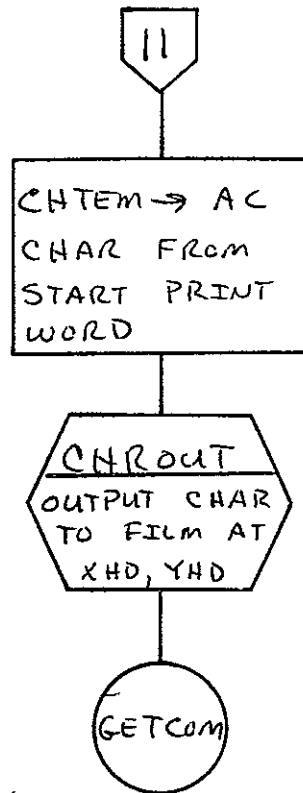 11
CHTEM → AC
CHAR FROM
START PRINT
WORD
CHROUT
OUTPUT CHAR
TO FILM AT
XHD, YHD
GETCOM